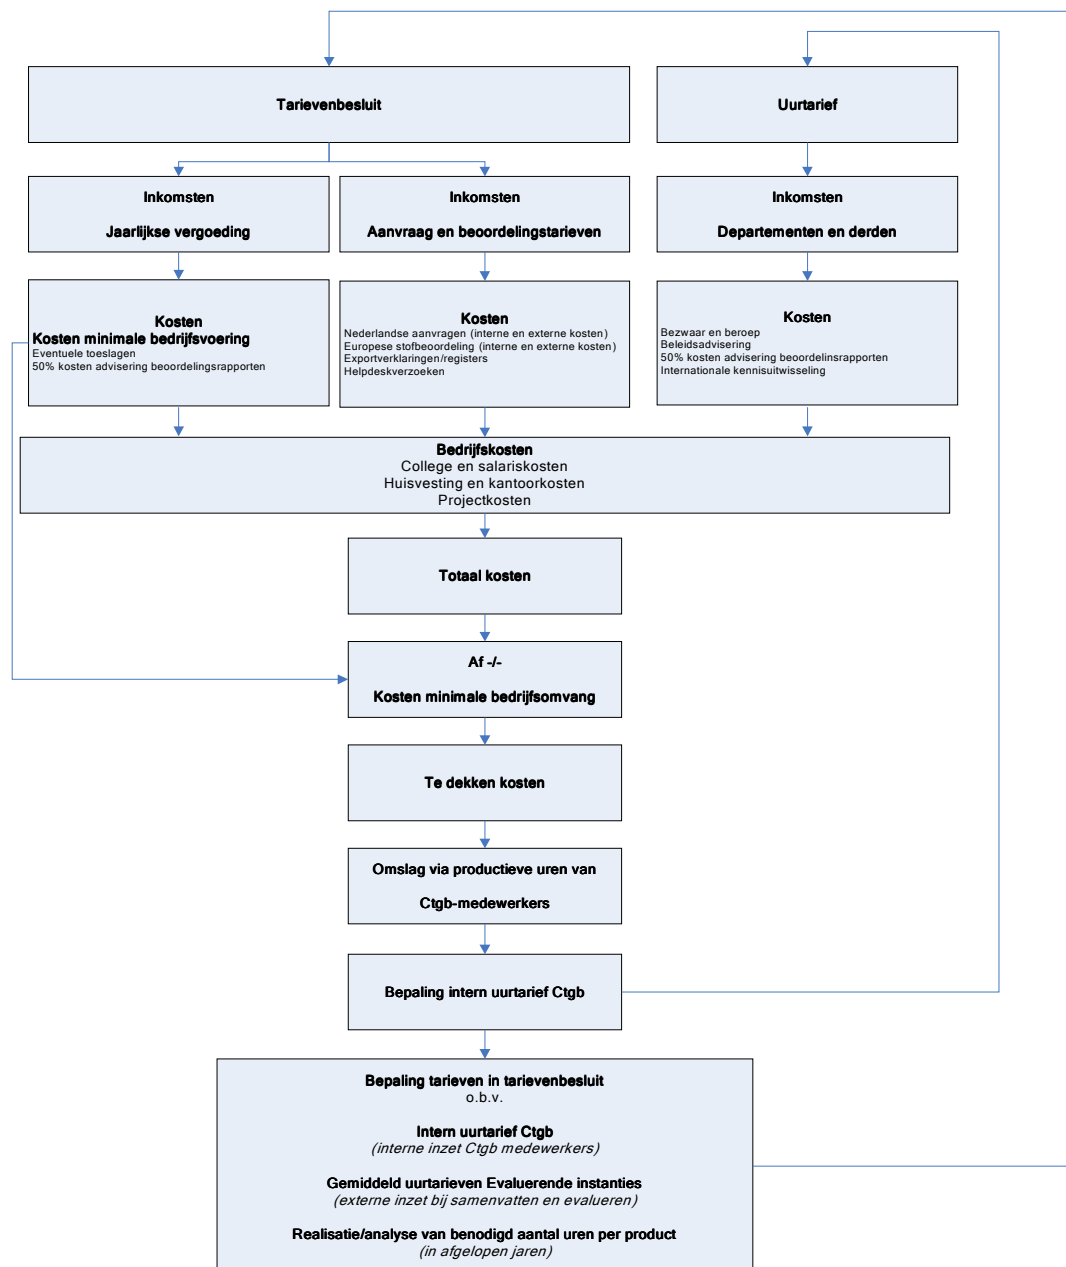 Tarievenbesluit
Uurtarief
Inkomsten
Jaarlijkse vergoeding
Inkomsten
Aanvraag en beoordelingstarieven
Inkomsten
Departementen en derden
Kosten
Kosten minimale bedrijfsvoering
Eventuele toeslagen
50% kosten advisering beoordelingsrapporten
Kosten
Nederlandse aanvragen (interne en externe kosten)
Europese stofbeoordeling (interne en externe kosten)
Exportverklaringen/registers
Helpdeskverzoeken
Kosten
Bezwaar en beroep
Beleidsadvisering
50% kosten advisering beoordelinsrapporten
Internationale kennisuitwisseling
Bedrijfskosten
College en salariskosten
Huisvesting en kantoorkosten
Projectkosten
Totaal kosten
Af -/-
Kosten minimale bedrijfsomvang
Te dekken kosten
Omslag via productieve uren van
Ctgb-medewerkers
Bepaling intern uurtarief Ctgb
Bepaling tarieven in tarievenbesluit
o.b.v.
Intern uurtarief Ctgb
(interne inzet Ctgb medewerkers)
Gemiddeld uurtarieven Evaluerende instanties
(externe inzet bij samenvatten en evalueren)
Realisatie/analyse van benodigd aantal uren per product
(in afgelopen jaren)